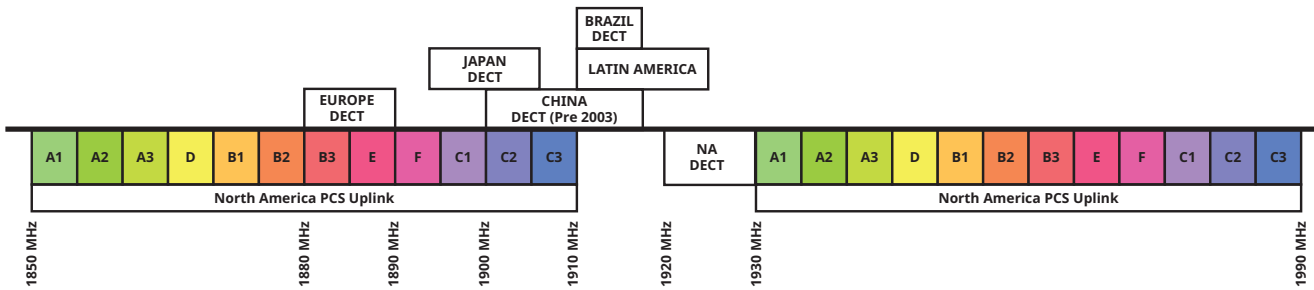 BRAZIL
DECT
JAPAN
DECT
LATIN AMERICA
EUROPE
DECT
CHINA
DECT (Pre 2003)
A1 A2 A3 D B1 B2 B3 E F C1 C2 C3
NA
DECT
A1 A2 A3 D B1 B2 B3 E F C1 C2 C3
North America PCS Uplink
North America PCS Uplink
1850 MHz
1880 MHz
1890 MHz
1900 MHz
1910 MHz
1920 MHz
1930 MHz
1990 MHz